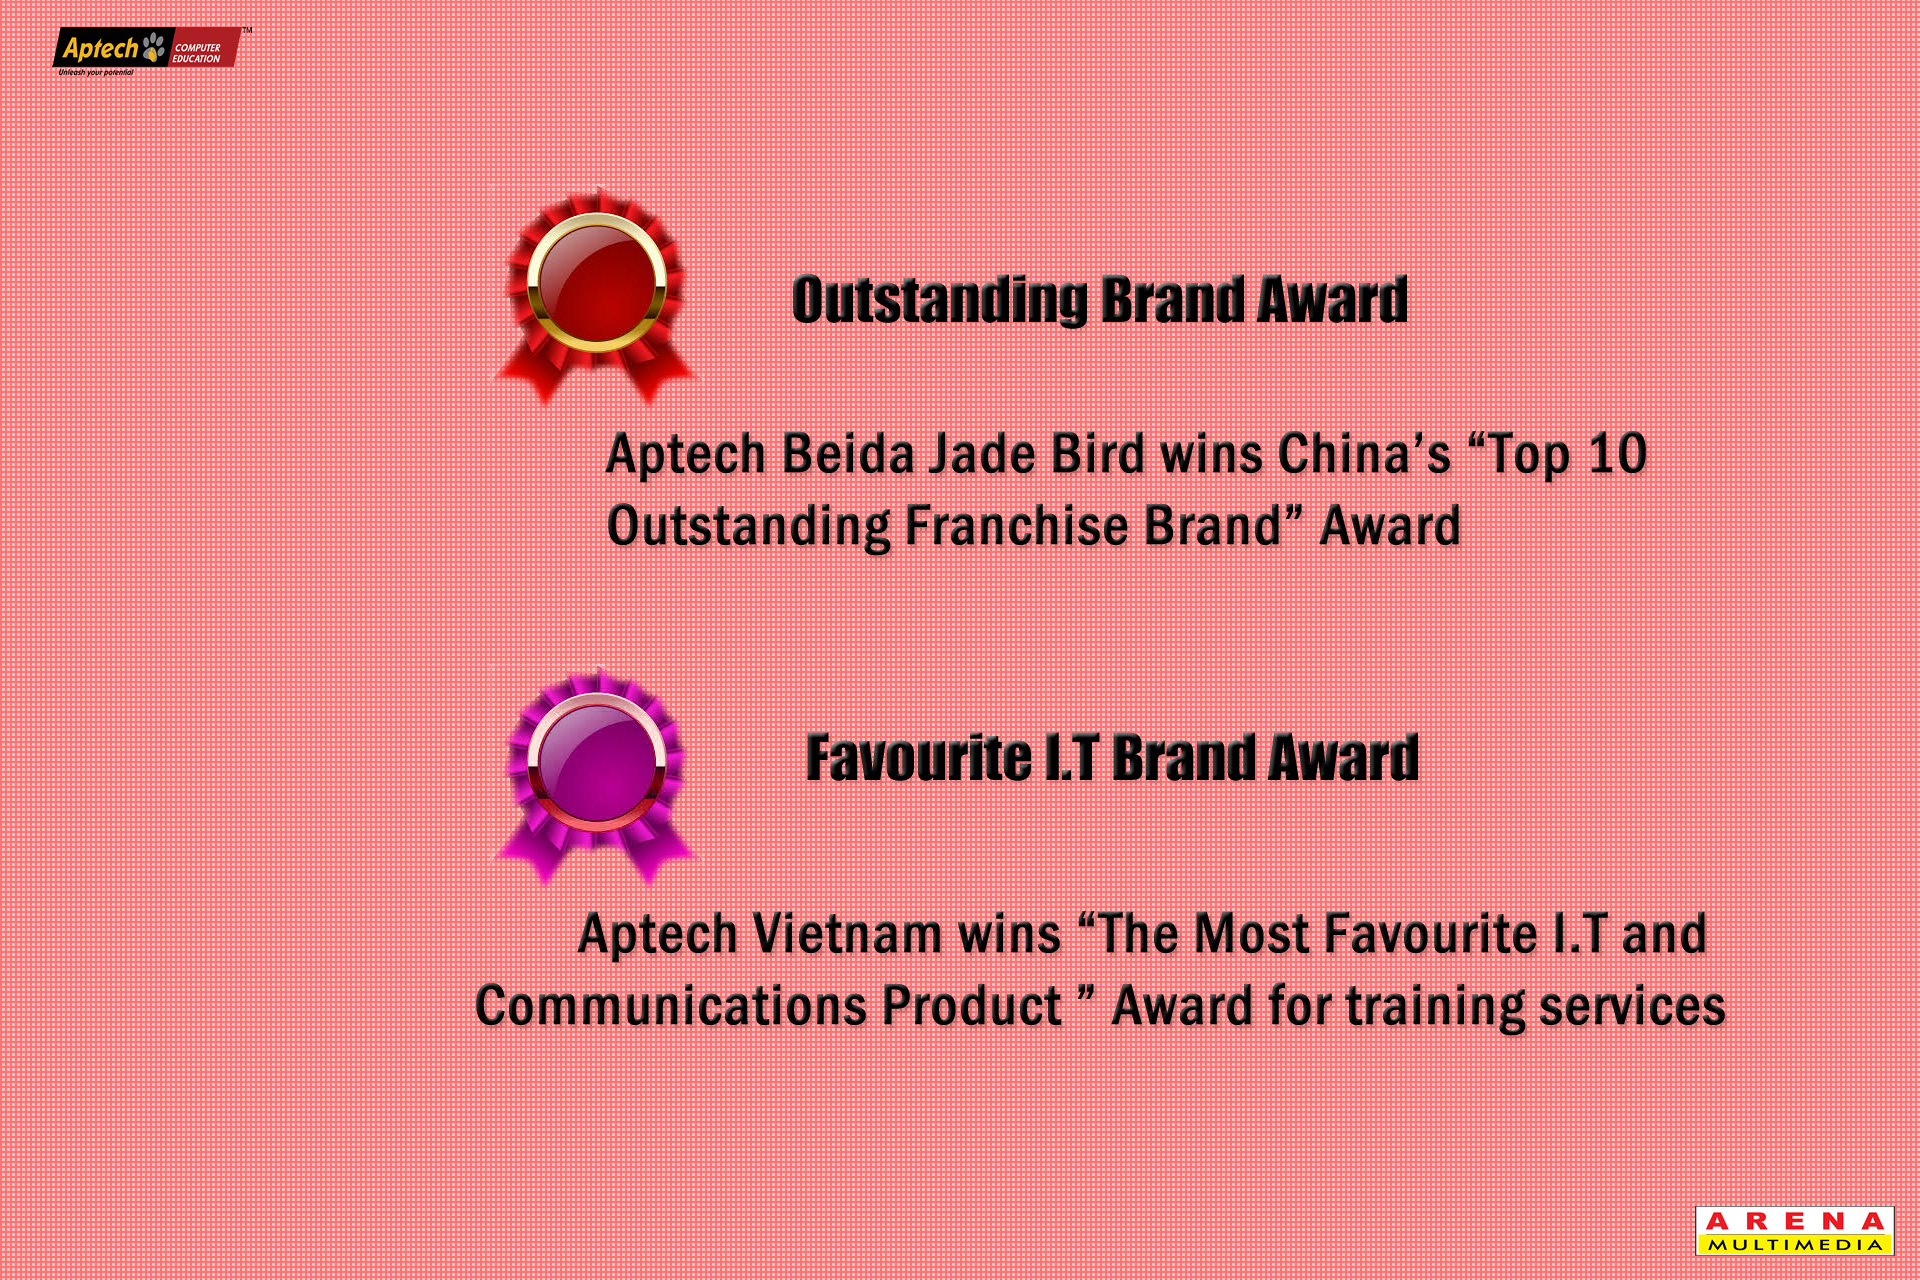 Aptech COMPUTER EDUCATION TM
Unleash your potential
Outstanding Brand Award
Aptech Beida Jade Bird wins China’s “Top 10
Outstanding Franchise Brand” Award
Favourite I.T Brand Award
Aptech Vietnam wins “The Most Favourite I.T and
Communications Product ” Award for training services
ARENA
MULTIMEDIA